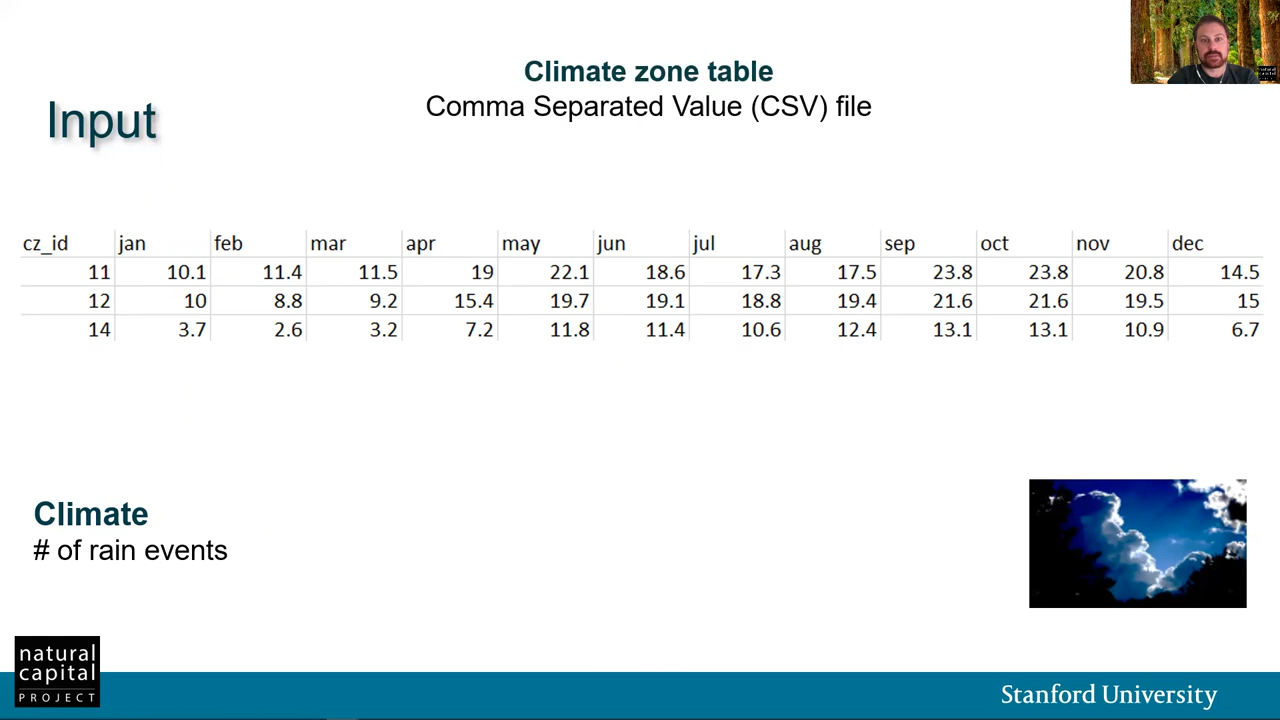 Climate zone table
Comma Separated Value (CSV) file
Input
cz_id jan feb mar apr may jun jul aug sep oct nov dec
11 10.1 11.4 11.5 19 22.1 18.6 17.3 17.5 23.8 23.8 20.8 14.5
12 10 8.8 9.2 15.4 19.7 19.1 18.8 19.4 21.6 21.6 19.5 15
14 3.7 2.6 3.2 7.2 11.8 11.4 10.6 12.4 13.1 13.1 10.9 6.7
Climate
# of rain events
natural
capital
PROJECT
Stanford University